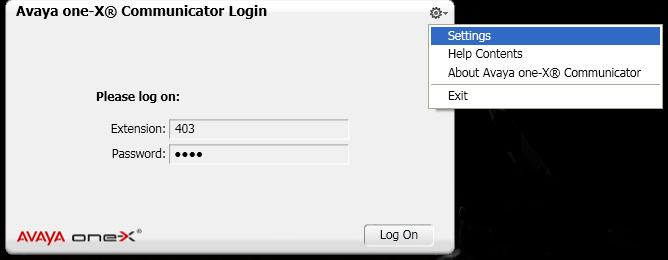 Avaya one-X® Communicator Login
Settings
Help Contents
About Avaya one-X® Communicator
Exit
Please log on:
Extension: 403
Password: ●●●●
AVAYA one-X®
Log On